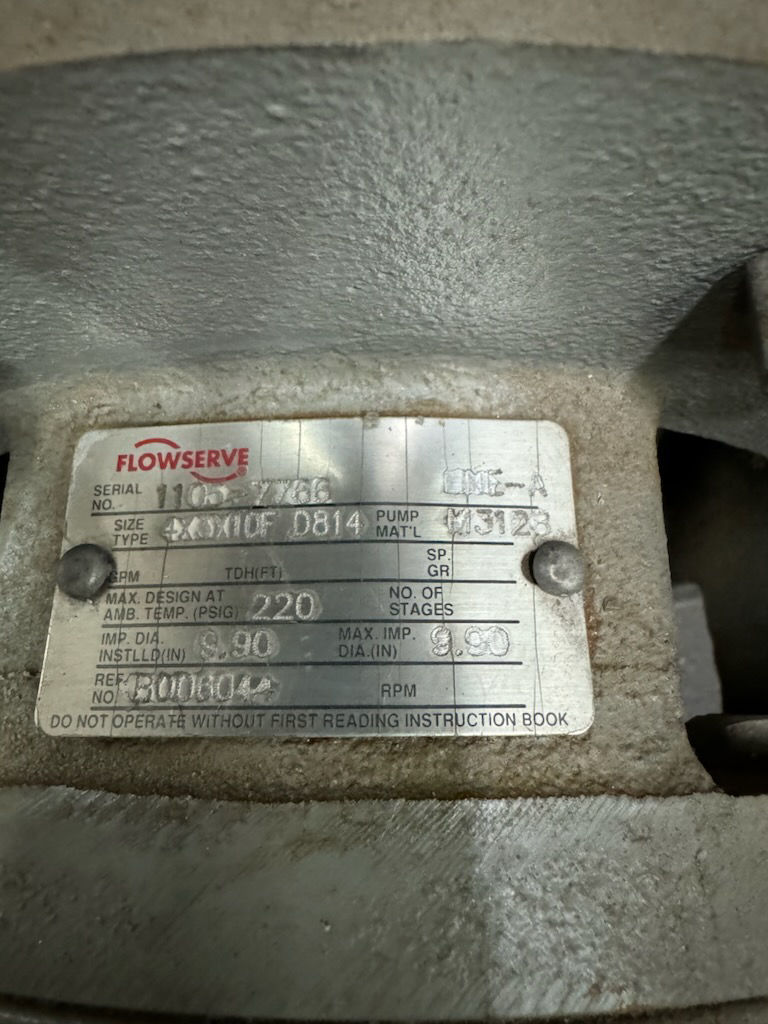 FLOWSERVE®
SERIAL NO. 1105-7766 -A
SIZE TYPE 4X3X10F D814 PUMP MAT'L M3123
GPM TDH(FT) SP. GR
MAX. DESIGN AT AMB. TEMP. (PSIG) 220 NO. OF STAGES
IMP. DIA. INSTLLD(IN) 9.90 MAX. IMP. DIA.(IN) 9.90
REF. NO. RPM
DO NOT OPERATE WITHOUT FIRST READING INSTRUCTION BOOK